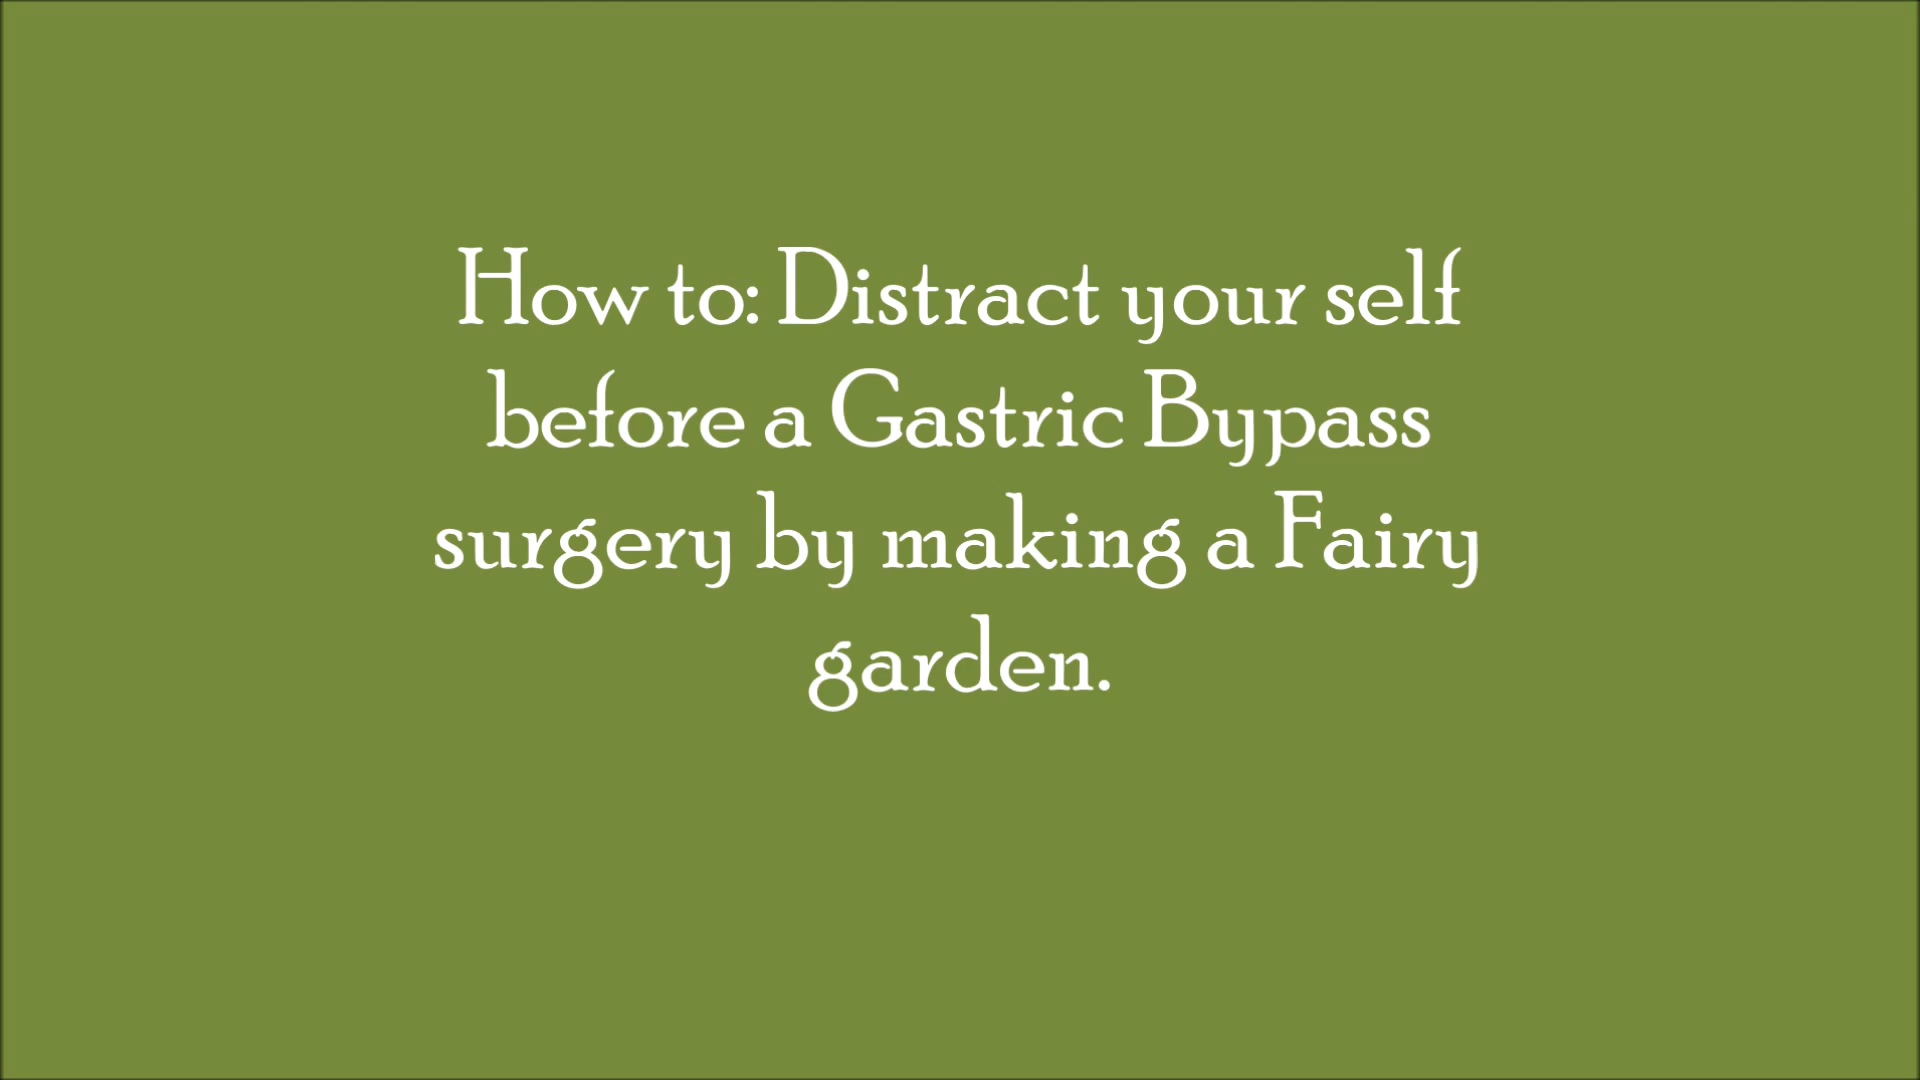 How to: Distract your self
before a Gastric Bypass
surgery by making a Fairy
garden.